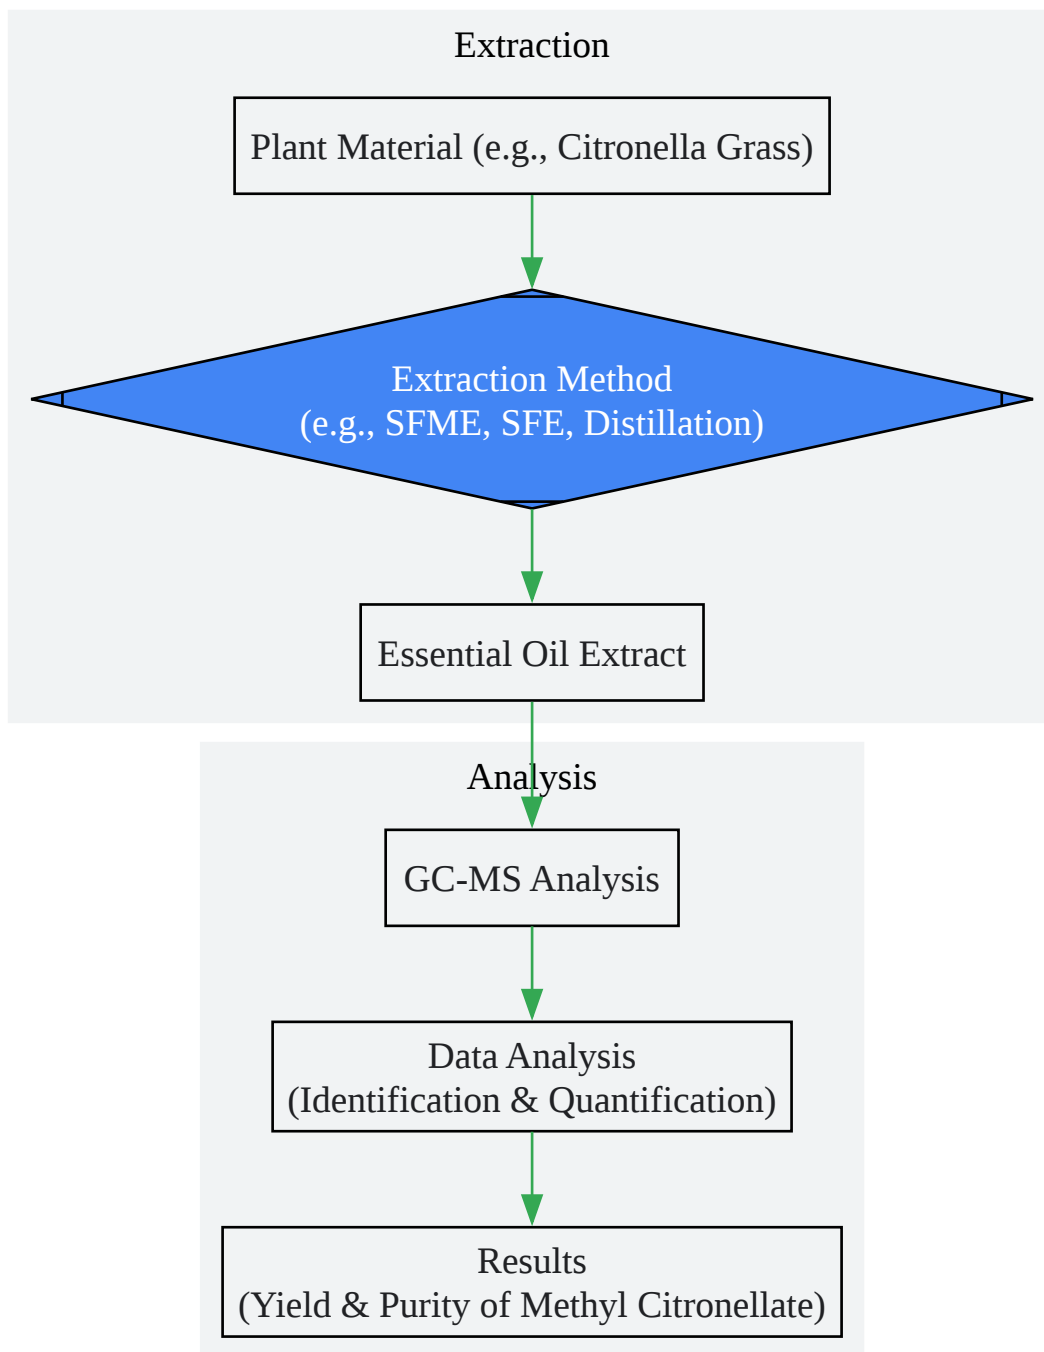 Extraction
Plant Material (e.g., Citronella Grass)
Extraction Method
(e.g., SFME, SFE, Distillation)
Essential Oil Extract
Analysis
GC-MS Analysis
Data Analysis
(Identification & Quantification)
Results
(Yield & Purity of Methyl Citronellate)